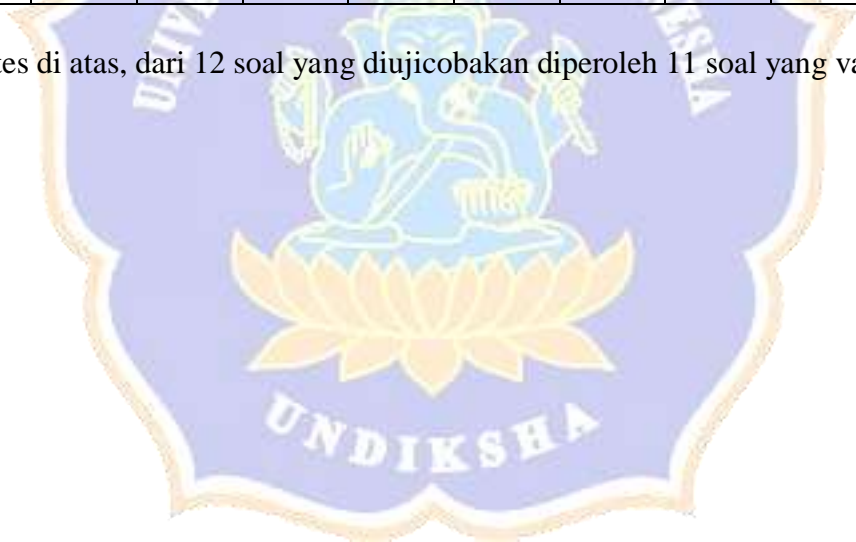 tes di atas, dari 12 soal yang diujicobakan diperoleh 11 soal yang va
UNDIKSHA